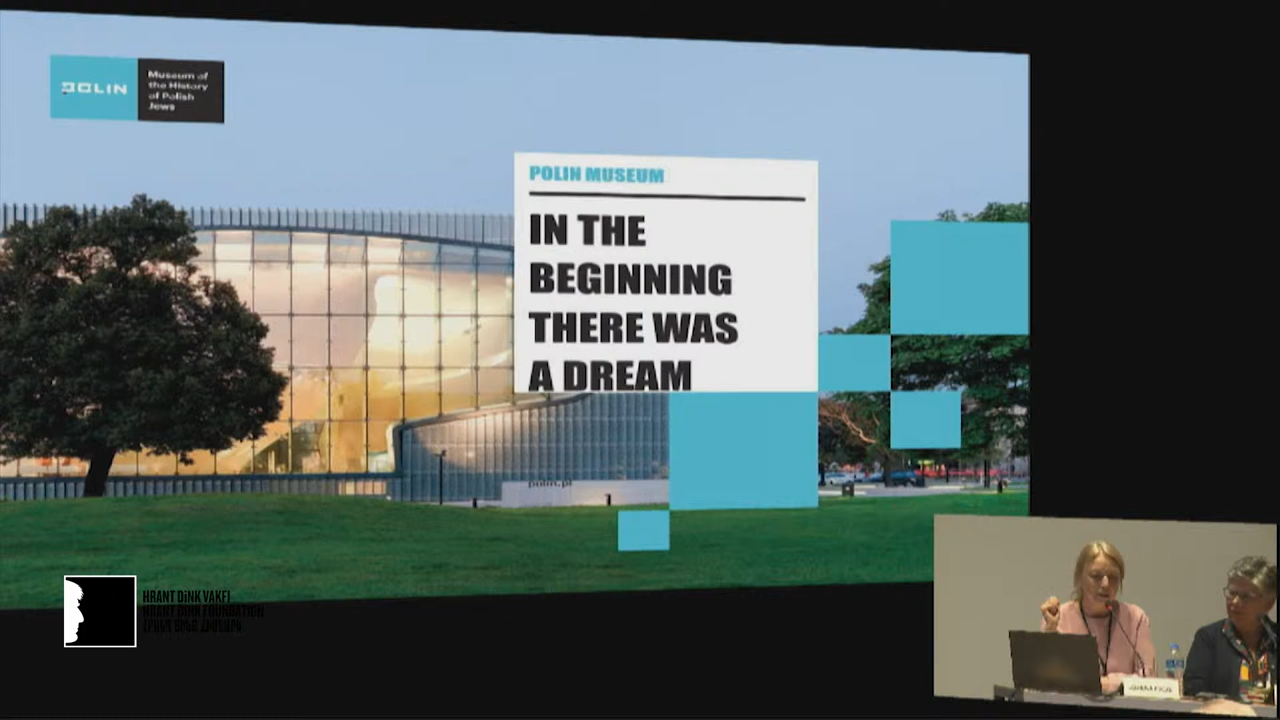 POLIN
Museum of
the History
of Polish
Jews
POLIN MUSEUM
IN THE
BEGINNING
THERE WAS
A DREAM
polin.pl
HRANT DİNK VAKFI
HRANT DINK FOUNDATION